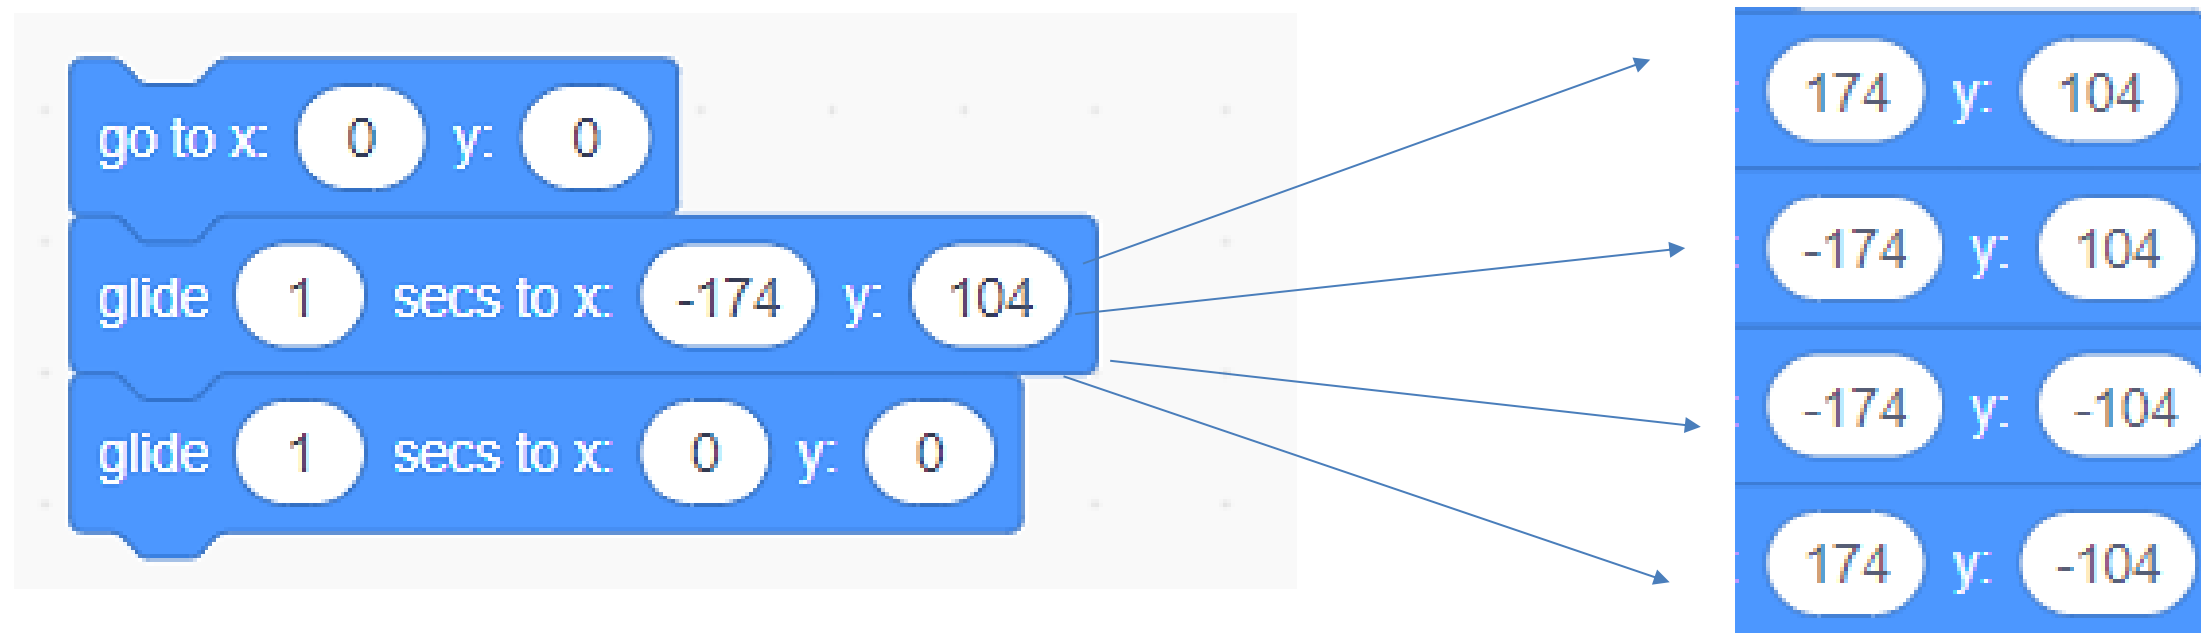 go to x: 0 y: 0
glide 1 secs to x: -174 y: 104
glide 1 secs to x: 0 y: 0
174 y: 104
-174 y: 104
-174 y: -104
174 y: -104